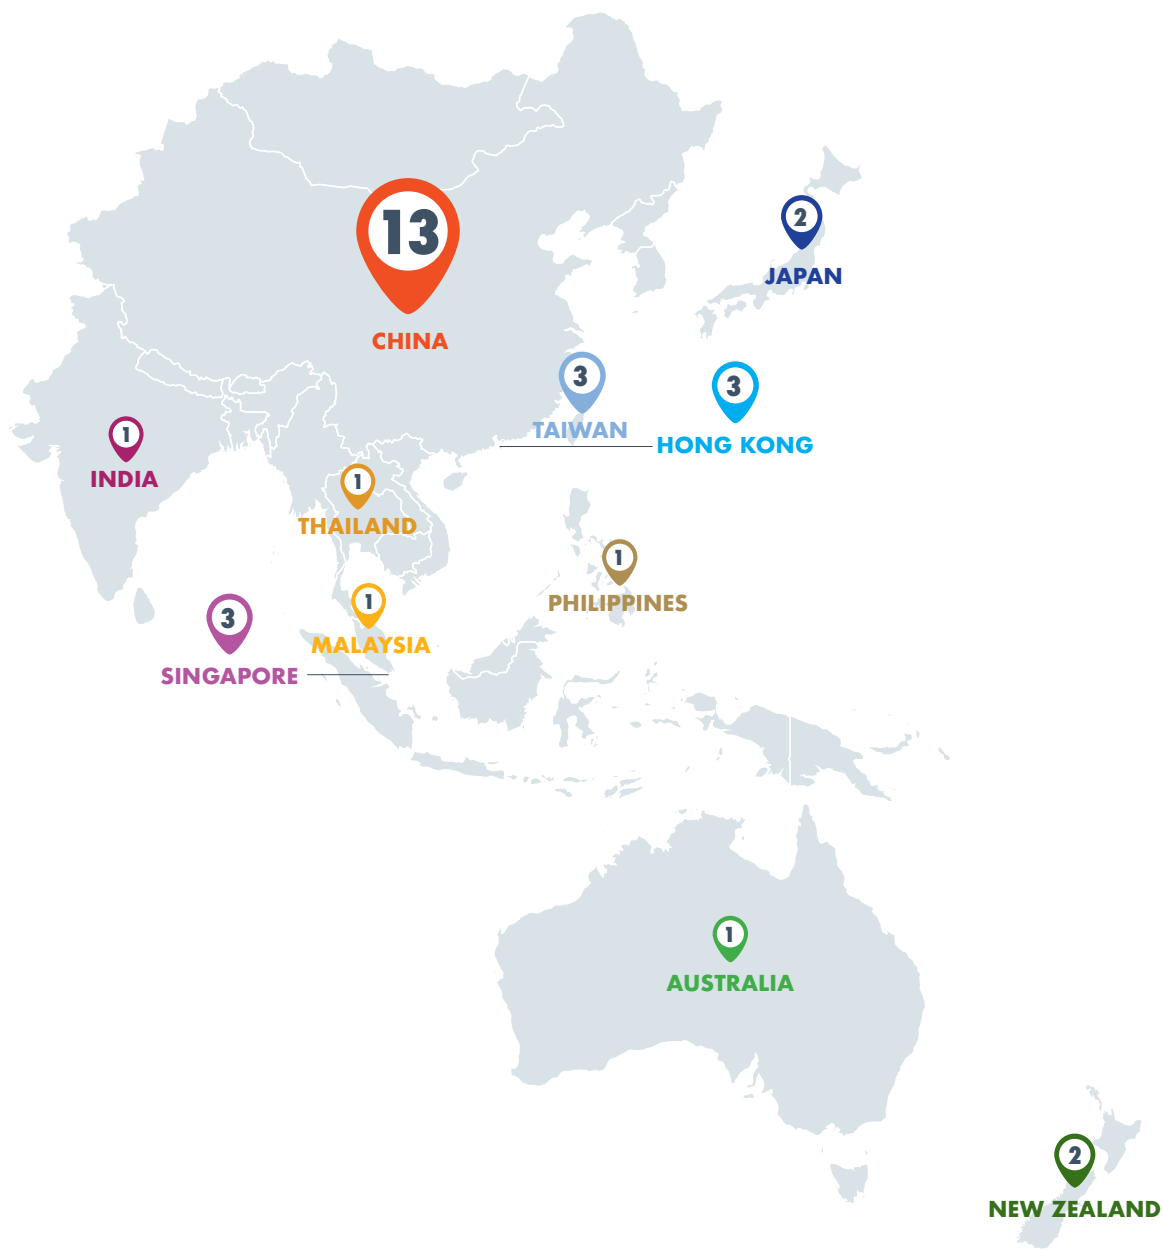 13
CHINA
2
JAPAN
3
TAIWAN
3
HONG KONG
1
INDIA
1
THAILAND
1
PHILIPPINES
1
MALAYSIA
3
SINGAPORE
1
AUSTRALIA
2
NEW ZEALAND